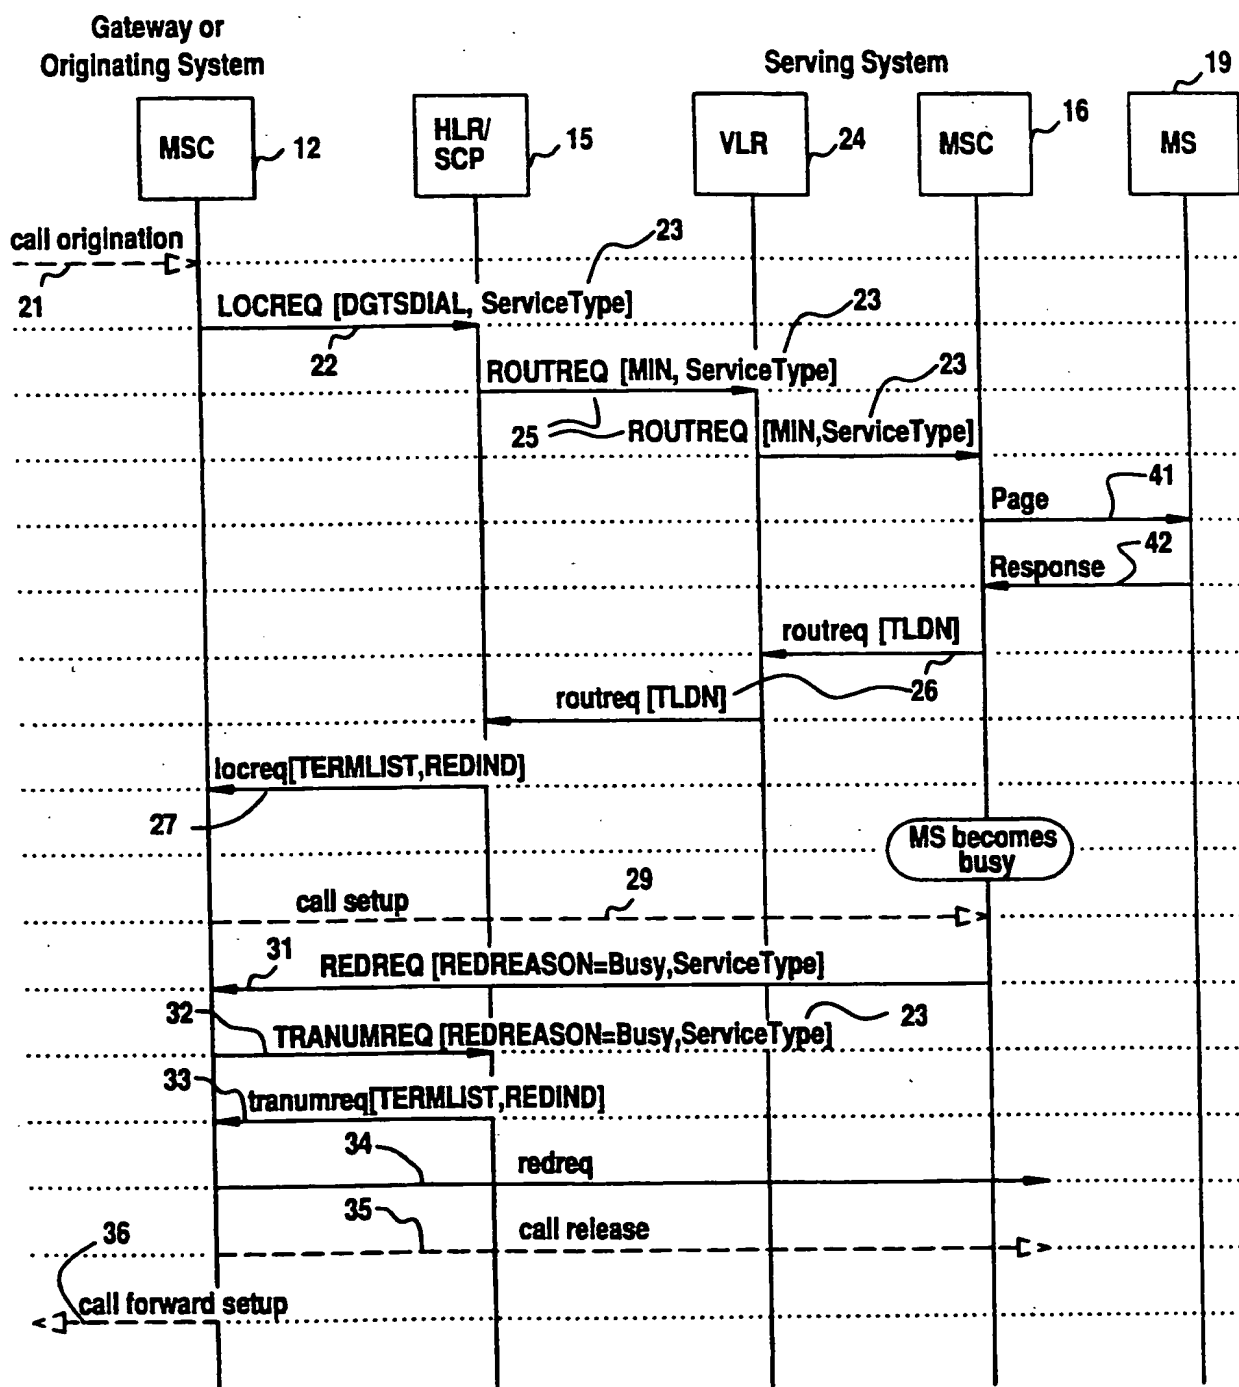 Gateway or
Originating System
Serving System
19
MSC
12
HLR/
SCP
15
VLR
24
MSC
16
MS
call origination
21
23
LOCREQ [DGTSDIAL, ServiceType]
22
23
ROUTREQ [MIN, ServiceType]
23
25
ROUTREQ [MIN,ServiceType]
41
Page
42
Response
routreq [TLDN]
26
routreq [TLDN]
locreq[TERMLIST,REDIND]
27
MS becomes
busy
29
call setup
31
REDREQ [REDREASON=Busy,ServiceType]
32
23
TRANUMREQ [REDREASON=Busy,ServiceType]
33
tranumreq[TERMLIST,REDIND]
34
redreq
35
call release
36
call forward setup